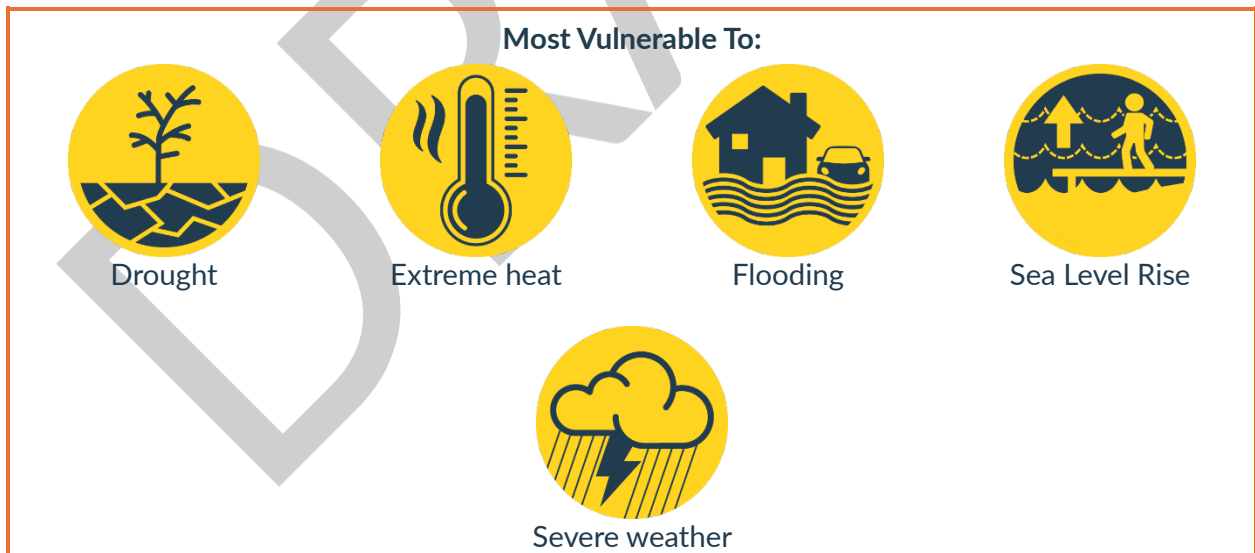 Most Vulnerable To:
Drought
Extreme heat
Flooding
Sea Level Rise
Severe weather